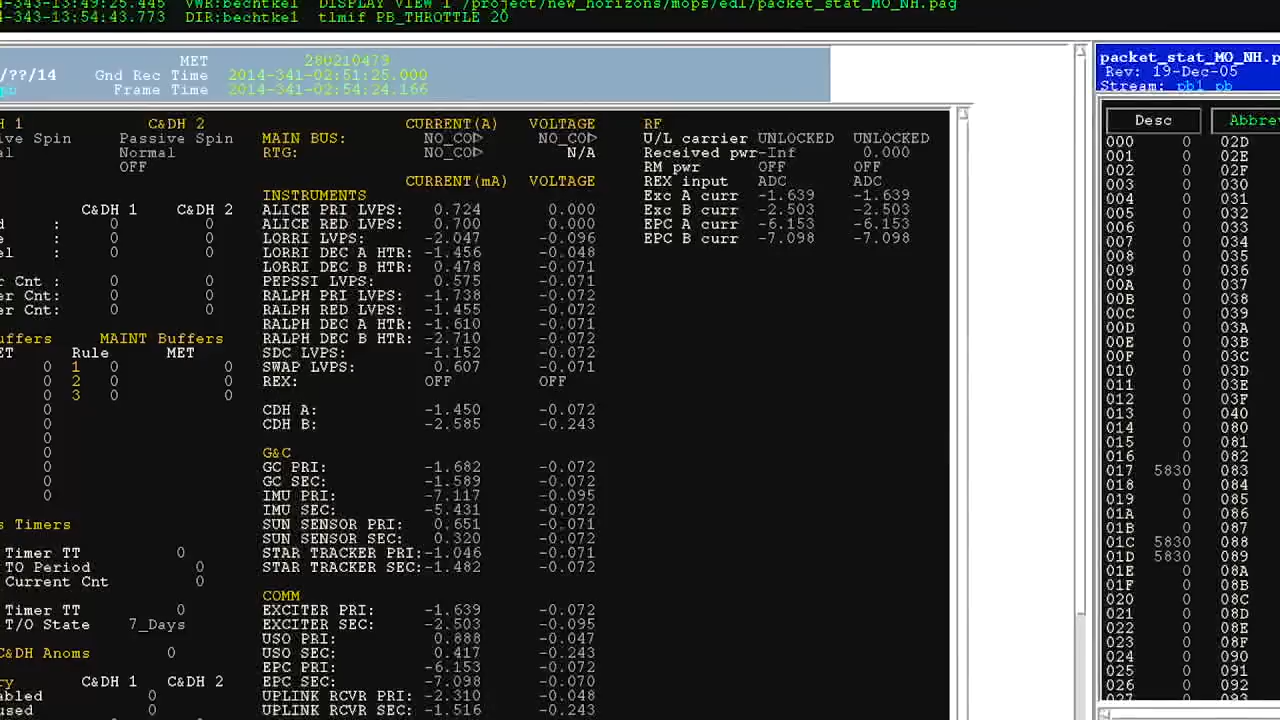 -343-13:49:25.445 VWR:bechtke1 DISPLAY VIEW 1 /project/new_horizons/mops/edl/packet_stat_MO_NH.pag
54-343-13:54:43.773 DIR:bechtke1 tlmif PB_THROTTLE 20
MET 280210479
/??/14 Gnd Rec Time 2014-341-02:51:25.000
Frame Time 2014-341-02:54:24.166
packet_stat_MO_NH.p
Rev: 19-Dec-05
Stream: pb1 pb
H 1 C&DH 2
ive Spin Passive Spin
al Normal
OFF
C&DH 1 C&DH 2
d : 0 0
e : 0 0
el : 0 0
er Cnt : 0 0
er Cnt: 0 0
er Cnt: 0 0
uffers MAINT Buffers
ET Rule MET
0 1 0 0
0 2 0 0
0 3 0 0
0
0
0
0
0
0
0
s Timers
Timer TT 0
TO Period 0
Current Cnt 0
Timer TT 0
T/O State 7_Days
C&DH Anoms 0
ry C&DH 1 C&DH 2
abled 0
used 0
CURRENT(A) VOLTAGE
MAIN BUS: NO_CO NO_CO
RTG: NO_CO N/A
CURRENT(mA) VOLTAGE
INSTRUMENTS
ALICE PRI LVPS: 0.724 0.000
ALICE RED LVPS: 0.700 0.000
LORRI LVPS: -2.047 -0.096
LORRI DEC A HTR: -1.456 -0.048
LORRI DEC B HTR: 0.478 -0.071
PEPSSI LVPS: 0.575 -0.071
RALPH PRI LVPS: -1.738 -0.072
RALPH RED LVPS: -1.455 -0.072
RALPH DEC A HTR: -1.610 -0.071
RALPH DEC B HTR: -2.710 -0.072
SDC LVPS: -1.152 -0.072
SWAP LVPS: 0.607 -0.071
REX: OFF OFF
CDH A: -1.450 -0.072
CDH B: -2.585 -0.243
G&C
GC PRI: -1.682 -0.072
GC SEC: -1.589 -0.072
IMU PRI: -7.117 -0.095
IMU SEC: -5.431 -0.072
SUN SENSOR PRI: 0.651 -0.071
SUN SENSOR SEC: 0.320 -0.072
STAR TRACKER PRI: -1.046 -0.071
STAR TRACKER SEC: -1.482 -0.072
COMM
EXCITER PRI: -1.639 -0.072
EXCITER SEC: -2.503 -0.095
USO PRI: 0.888 -0.047
USO SEC: 0.417 -0.243
EPC PRI: -6.153 -0.072
EPC SEC: -7.098 -0.070
UPLINK RCVR PRI: -2.310 -0.048
UPLINK RCVR SEC: -1.516 -0.243
RF
U/L carrier UNLOCKED UNLOCKED
Received pwr-Inf 0.000
RM pwr OFF OFF
REX input ADC ADC
Exc A curr -1.639 -1.639
Exc B curr -2.503 -2.503
EPC A curr -6.153 -6.153
EPC B curr -7.098 -7.098
Desc Abbrev
000 0 02D
001 0 02E
002 0 02F
003 0 030
004 0 031
005 0 032
006 0 033
007 0 034
008 0 035
009 0 036
00A 0 037
00B 0 038
00C 0 039
00D 0 03A
00E 0 03B
00F 0 03C
010 0 03D
011 0 03E
012 0 03F
013 0 040
014 0 080
015 0 081
016 0 082
017 5830 083
018 0 084
019 0 085
01A 0 086
01B 0 087
01C 5830 088
01D 5830 089
01E 0 08A
01F 0 08B
020 0 08C
021 0 08D
022 0 08E
023 0 08F
024 0 090
025 0 091
026 0 092
027 0 093